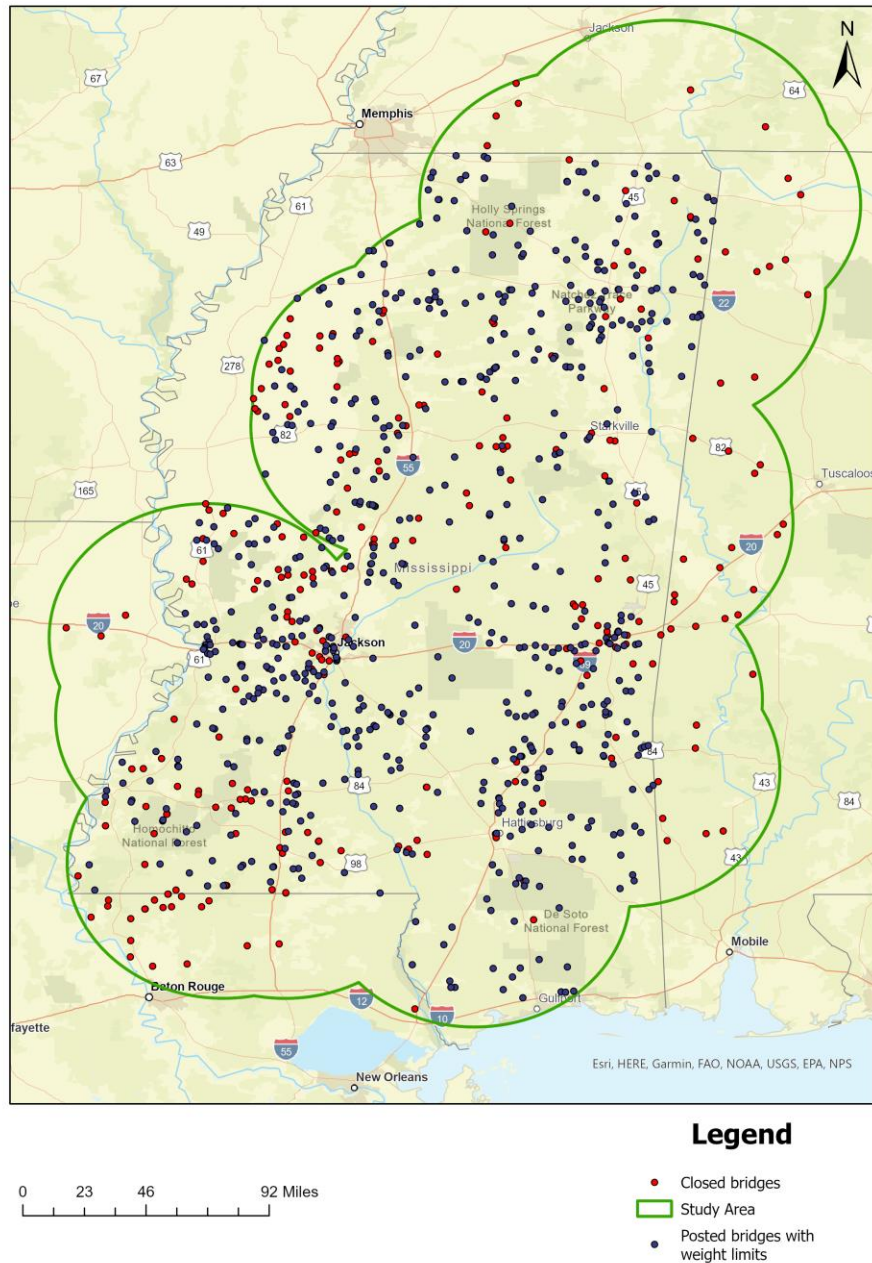 Jackson
N
67
64
Memphis
63
61
45
49
Holly Springs
National Forest
Natchez Trace
Parkway
22
278
82
Starkville
55
82
165
45
Tuscaloos
61
20
Mississippi
45
20
Jackson
20
61
59
84
84
43
84
Homochitto
National Forest
Hattiesburg
98
43
De Soto
National Forest
Mobile
Baton Rouge
12
Gulfport
10
fayette
55
Esri, HERE, Garmin, FAO, NOAA, USGS, EPA, NPS
New Orleans
Legend
Closed bridges
0 23 46 92 Miles
Study Area
Posted bridges with
weight limits